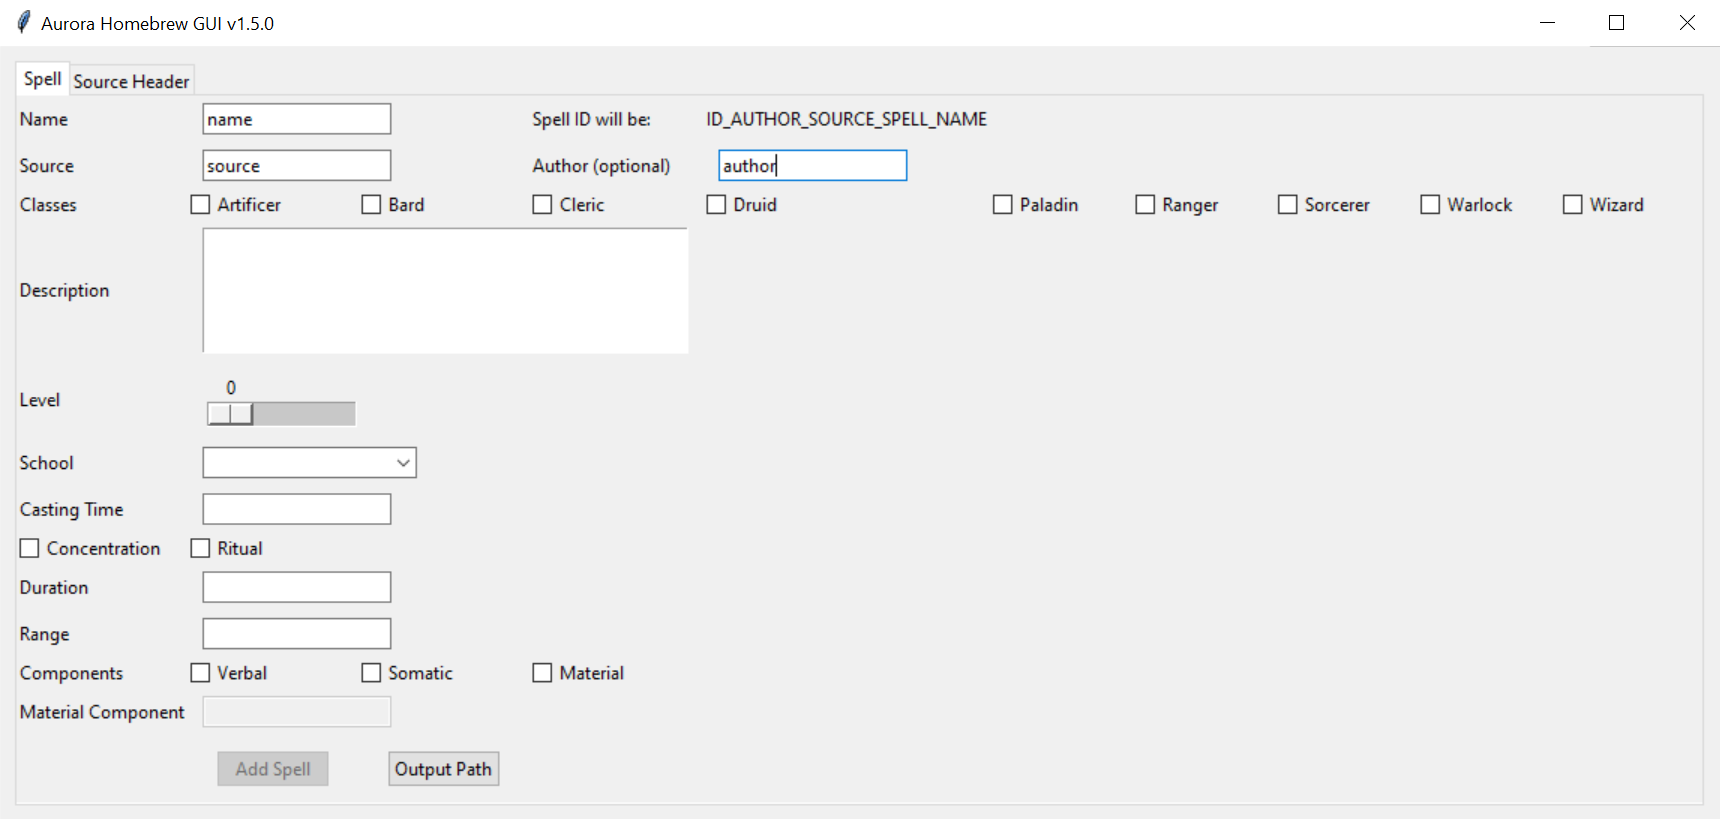 Aurora Homebrew GUI v1.5.0
Spell Source Header
Name name Spell ID will be: ID_AUTHOR_SOURCE_SPELL_NAME
Source source Author (optional) author
Classes Artificer Bard Cleric Druid Paladin Ranger Sorcerer Warlock Wizard
Description
0
Level
School
Casting Time
Concentration Ritual
Duration
Range
Components Verbal Somatic Material
Material Component
Add Spell Output Path